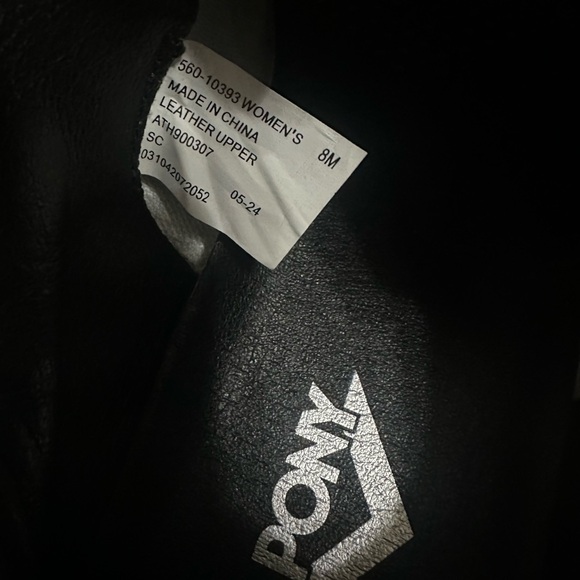 560-10393 WOMEN'S 8M
MADE IN CHINA
LEATHER UPPER
ATH900307
SC
031042072052 05-24
PONY